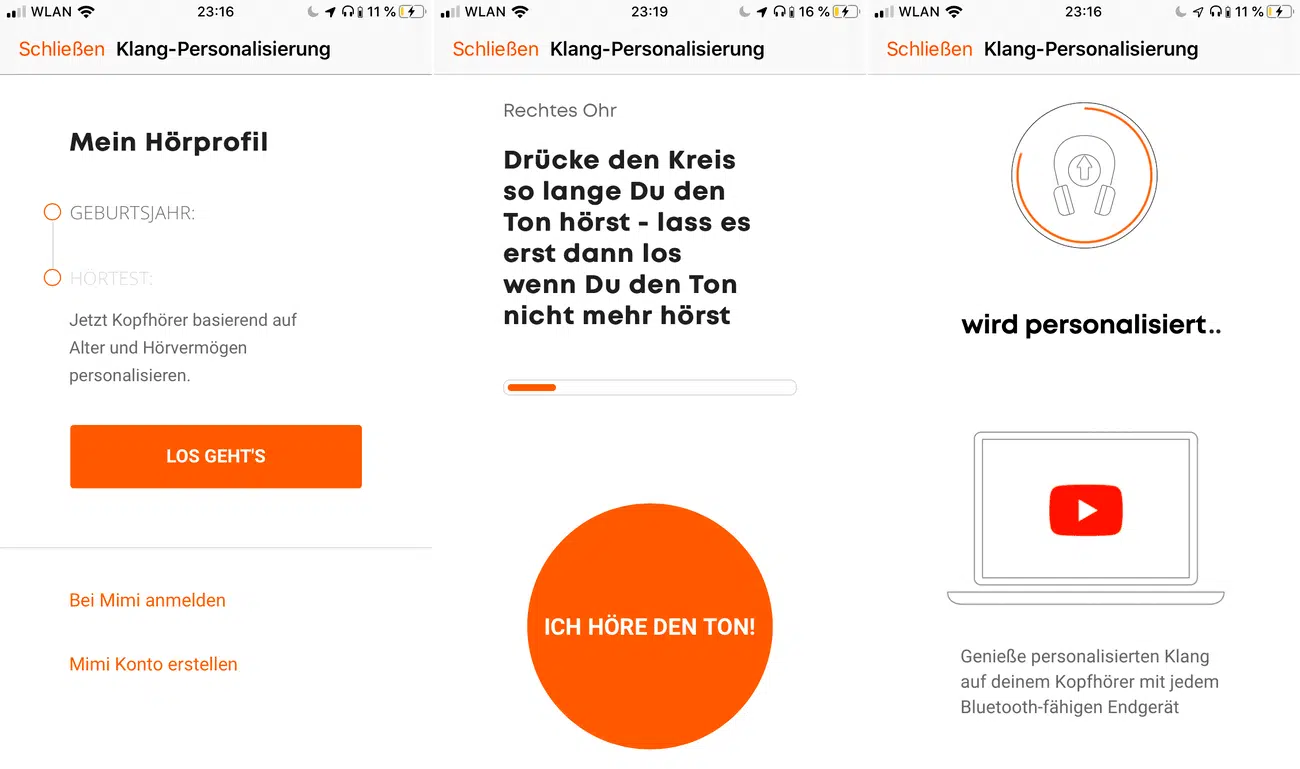 WLAN 23:16 11 %
Schließen Klang-Personalisierung
Mein Hörprofil
GEBURTSJAHR:
HÖRTEST:
Jetzt Kopfhörer basierend auf
Alter und Hörvermögen
personalisieren.
LOS GEHT'S
Bei Mimi anmelden
Mimi Konto erstellen
WLAN 23:19 16 %
Schließen Klang-Personalisierung
Rechtes Ohr
Drücke den Kreis
so lange Du den
Ton hörst - lass es
erst dann los
wenn Du den Ton
nicht mehr hörst
ICH HÖRE DEN TON!
WLAN 23:16 11 %
Schließen Klang-Personalisierung
wird personalisiert..
Genieße personalisierten Klang
auf deinem Kopfhörer mit jedem
Bluetooth-fähigen Endgerät